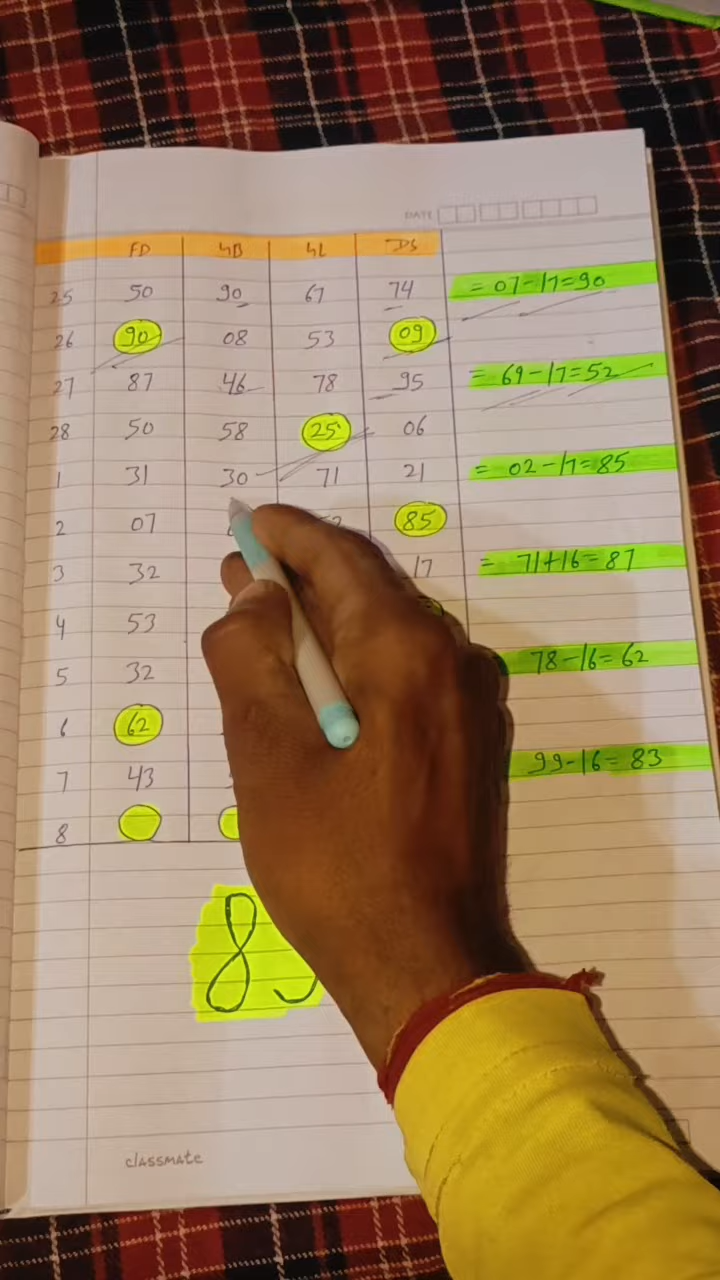 DATE
FD GB GL DS
25 50 90 67 74 = 07-17=90
26 90 08 53 09
27 87 46 78 95 = 69-17=52
28 50 58 25 06
1 31 30 71 21 = 02-17=85
2 07 85
3 32 17 = 71+16=87
4 53
5 32 78-16=62
6 62
7 43 99-16=83
8
8
classmate